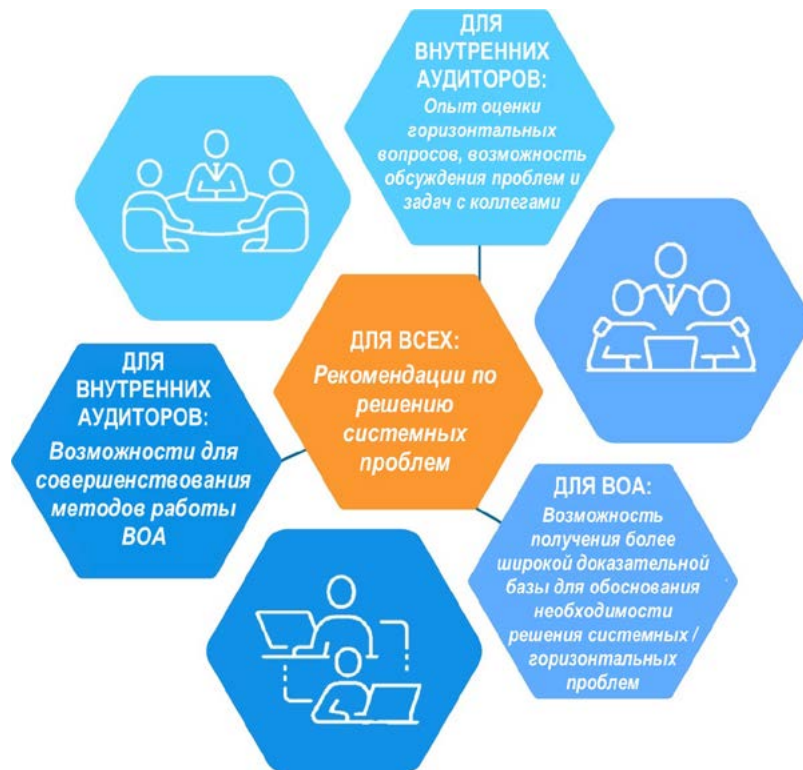 ДЛЯ
ВНУТРЕННИХ
АУДИТОРОВ:
Опыт оценки
горизонтальных
вопросов, возможность
обсуждения проблем и
задач с коллегами
ДЛЯ ВСЕХ:
Рекомендации по
решению
системных
проблем
ДЛЯ
ВНУТРЕННИХ
АУДИТОРОВ:
Возможности для
совершенствования
методов работы
ВОА
ДЛЯ ВОА:
Возможность
получения более
широкой доказательной
базы для обоснования
необходимости
решения системных /
горизонтальных
проблем